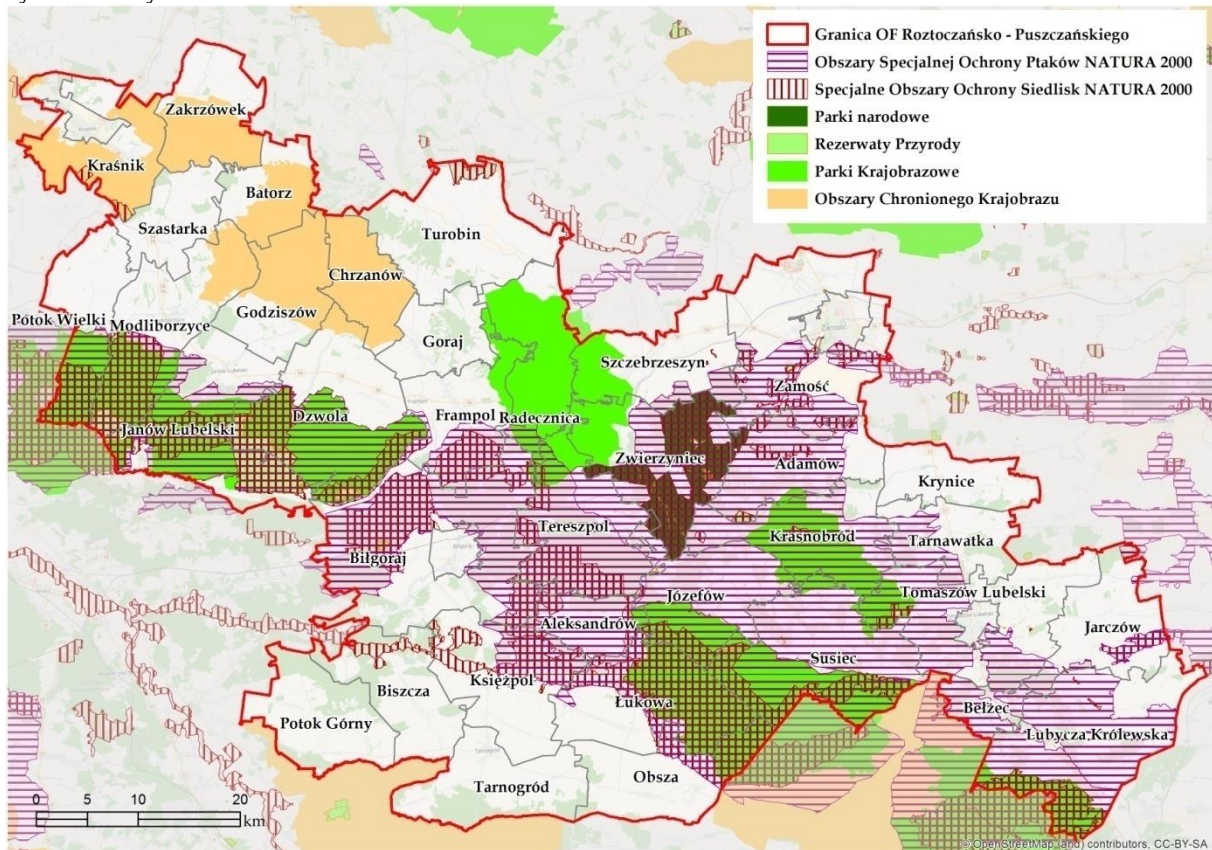 Granica OF Roztoczańsko - Puszczańskiego
Obszary Specjalnej Ochrony Ptaków NATURA 2000
Specjalne Obszary Ochrony Siedlisk NATURA 2000
Parki narodowe
Rezerwaty Przyrody
Parki Krajobrazowe
Obszary Chronionego Krajobrazu
Zakrzówek
Kraśnik
Batorz
Szastarka
Turobin
Chrzanów
Godziszów
Potok Wielki
Modliborzyce
Goraj
Szczebrzeszyn
Zamość
Dzwola
Janów Lubelski
Frampol
Radecznica
Zwierzyniec
Adamów
Krynice
Tereszpol
Krasnobród
Tarnawatka
Biłgoraj
Józefów
Tomaszów Lubelski
Aleksandrów
Jarczów
Susiec
Księżpol
Biszcza
Łukowa
Bełżec
Potok Górny
Lubycza Królewska
Obsza
Tarnogród
0 5 10 20
km
© OpenStreetMap (and) contributors, CC-BY-SA